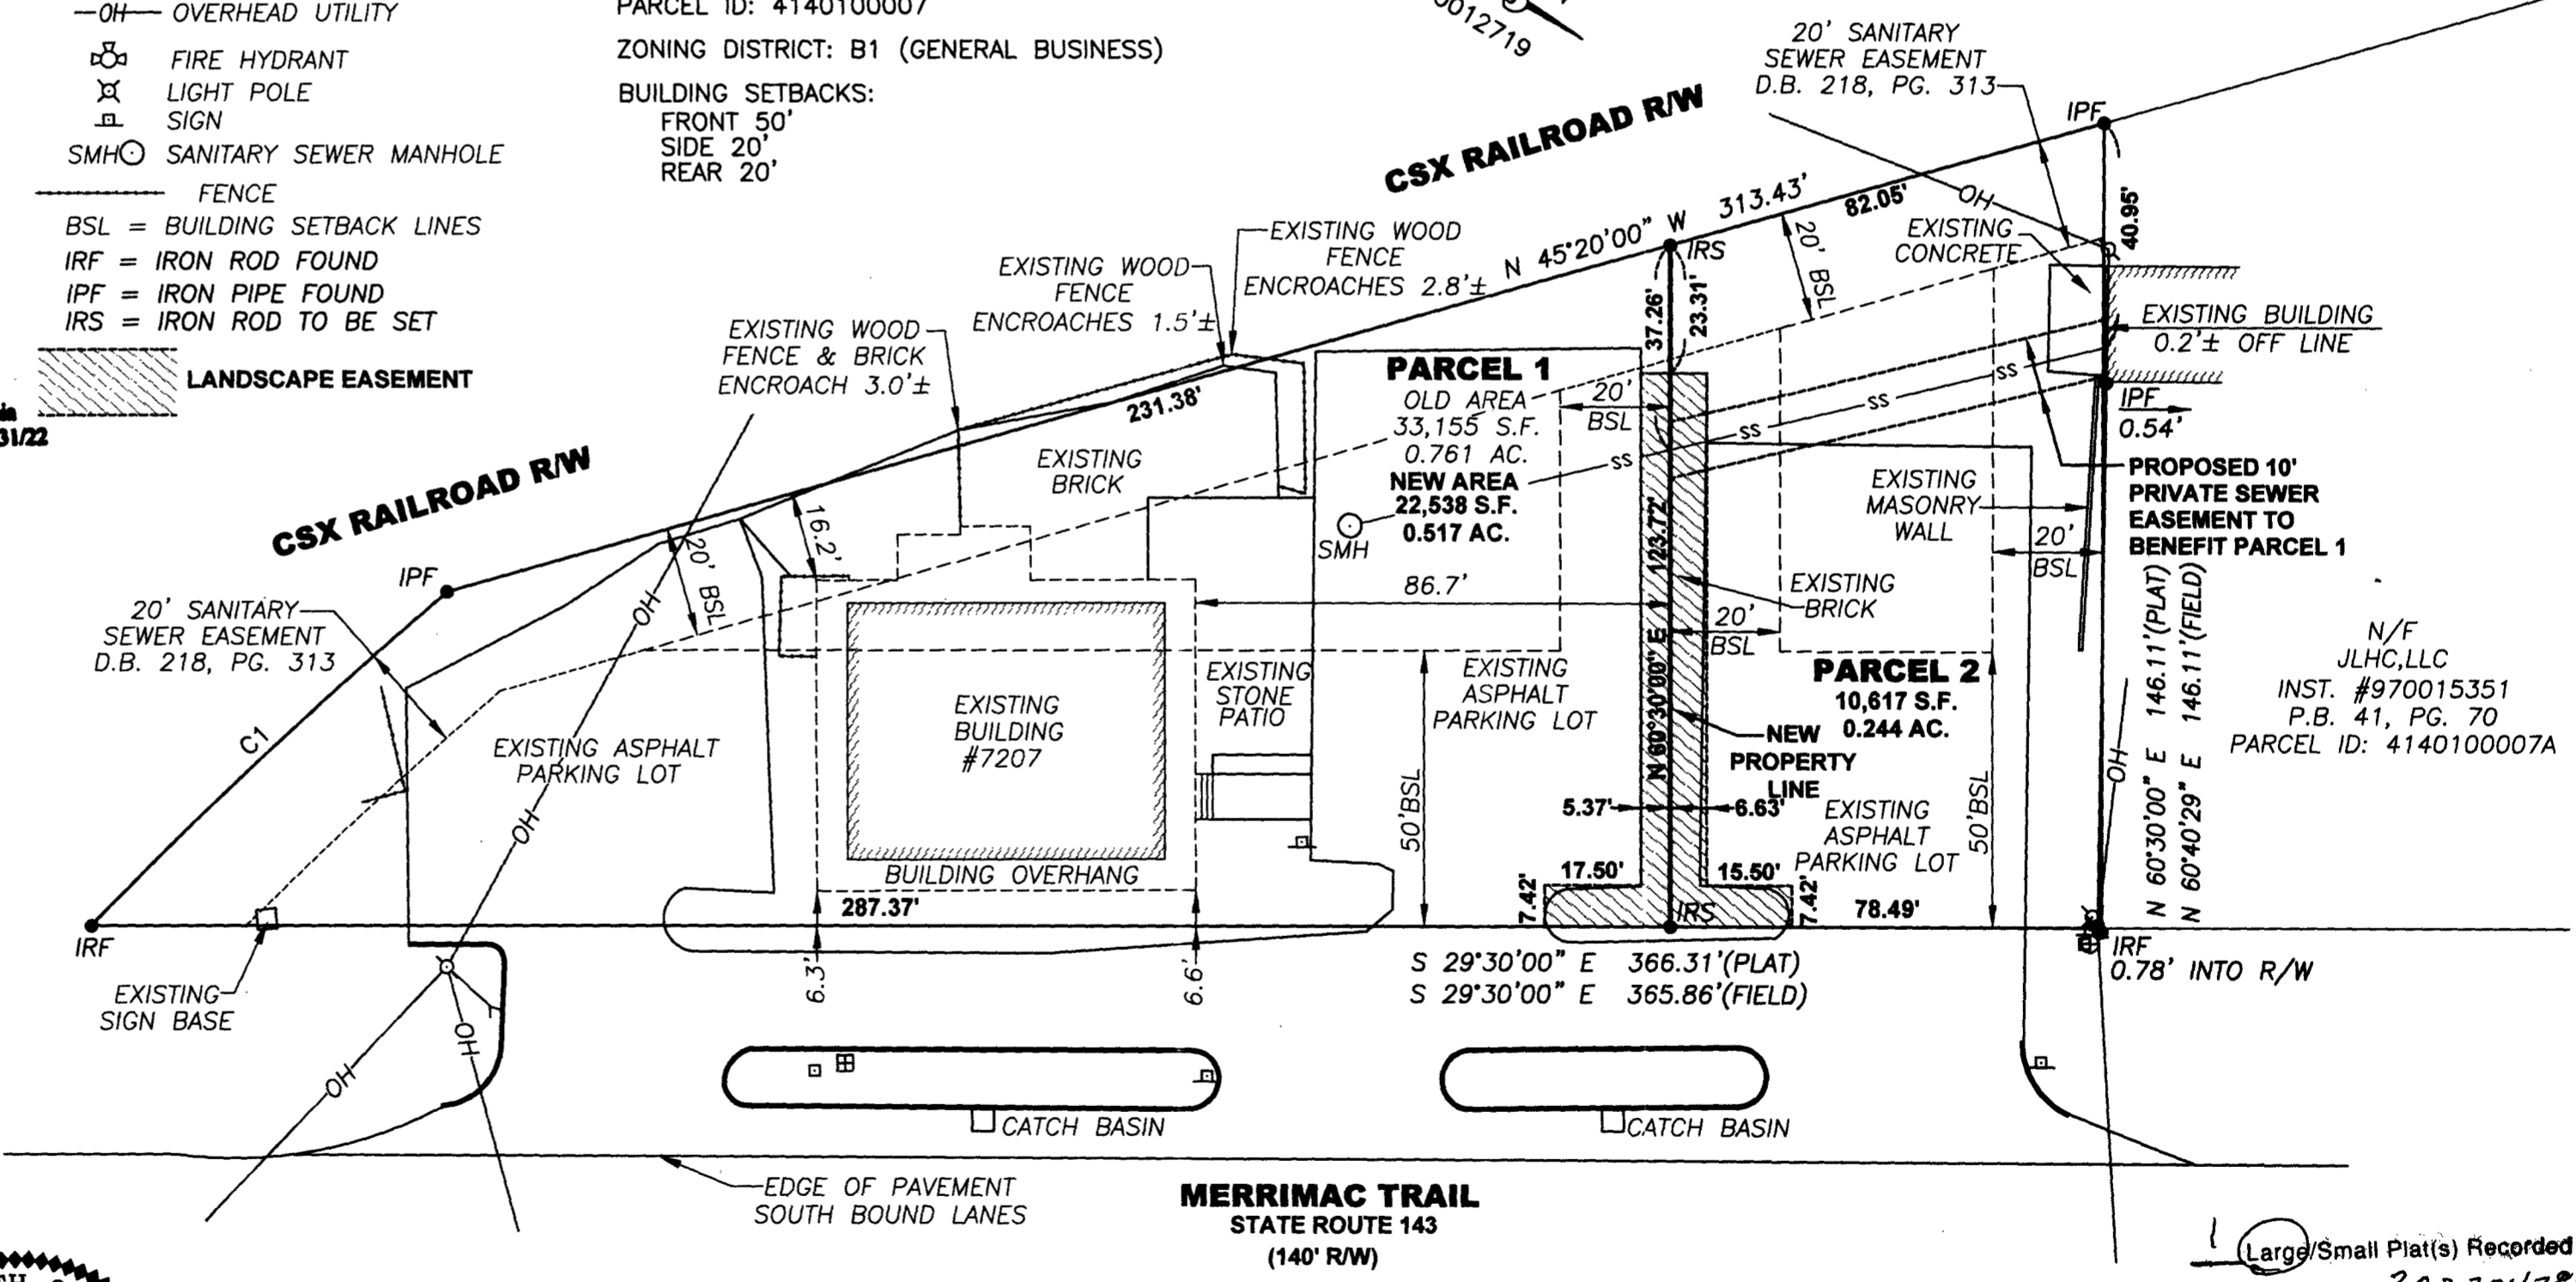 —OH— OVERHEAD UTILITY
FIRE HYDRANT
LIGHT POLE
SIGN
SMH SANITARY SEWER MANHOLE
FENCE
BSL = BUILDING SETBACK LINES
IRF = IRON ROD FOUND
IPF = IRON PIPE FOUND
IRS = IRON ROD TO BE SET
LANDSCAPE EASEMENT
31/22
PARCEL ID: 4140100007
ZONING DISTRICT: B1 (GENERAL BUSINESS)
BUILDING SETBACKS:
FRONT 50'
SIDE 20'
REAR 20'
0012719
20' SANITARY
SEWER EASEMENT
D.B. 218, PG. 313
IPF
CSX RAILROAD R/W
N 45°20'00" W
313.43'
82.05'
IRS
OH
40.95'
EXISTING
CONCRETE
20' BSL
EXISTING WOOD
FENCE
ENCROACHES 2.8'±
EXISTING WOOD
FENCE
ENCROACHES 1.5'±
EXISTING WOOD
FENCE & BRICK
ENCROACH 3.0'±
37.26'
23.31'
EXISTING BUILDING
0.2'± OFF LINE
231.38'
CSX RAILROAD R/W
PARCEL 1
OLD AREA
33,155 S.F.
0.761 AC.
NEW AREA
22,538 S.F.
0.517 AC.
20'
BSL
SS
SS
SS
SS
IPF
0.54'
EXISTING
BRICK
EXISTING
MASONRY
WALL
PROPOSED 10'
PRIVATE SEWER
EASEMENT TO
BENEFIT PARCEL 1
20'
BSL
SMH
123.72'
N 60°30'00" E
16.2'
20' BSL
IPF
OH
86.7'
EXISTING
BRICK
20'
BSL
20' SANITARY
SEWER EASEMENT
D.B. 218, PG. 313
C1
EXISTING ASPHALT
PARKING LOT
OH
EXISTING
BUILDING
#7207
EXISTING
STONE
PATIO
EXISTING
ASPHALT
PARKING LOT
50'BSL
PARCEL 2
10,617 S.F.
0.244 AC.
NEW
PROPERTY
LINE
5.37'
6.63'
EXISTING
ASPHALT
PARKING LOT
50'BSL
OH
N 60°30'00" E 146.11'(PLAT)
N 60°40'29" E 146.11'(FIELD)
N/F
JLHC,LLC
INST. #970015351
P.B. 41, PG. 70
PARCEL ID: 4140100007A
BUILDING OVERHANG
287.37'
17.50'
15.50'
7.42'
7.42'
78.49'
IRS
IRF
IRF
0.78' INTO R/W
6.3'
6.6'
S 29°30'00" E 366.31'(PLAT)
S 29°30'00" E 365.86'(FIELD)
EXISTING
SIGN BASE
OH
OH
CATCH BASIN
CATCH BASIN
EDGE OF PAVEMENT
SOUTH BOUND LANES
MERRIMAC TRAIL
STATE ROUTE 143
(140' R/W)
1 Large/Small Plat(s) Recorded